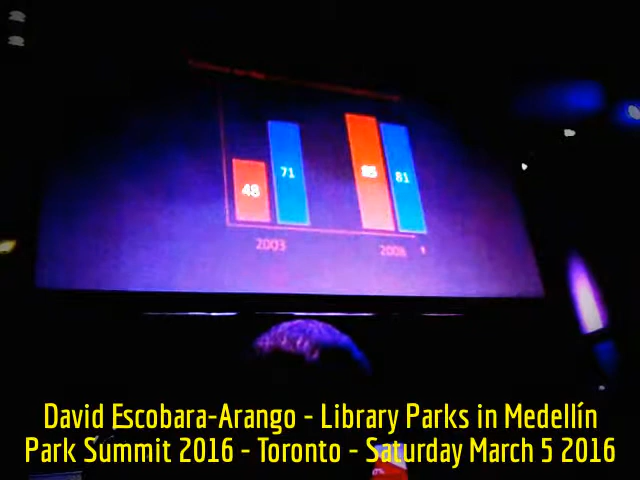 48
71
85
81
2003
David Escobara-Arango - Library Parks in Medellín
Park Summit 2016 - Toronto - Saturday March 5 2016